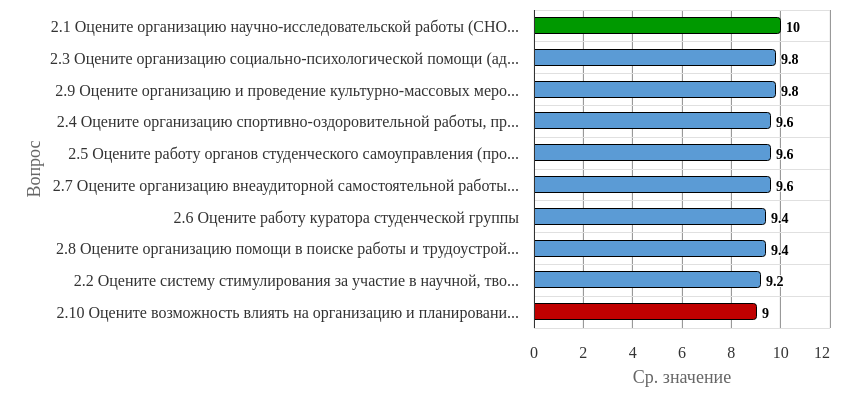 2.1 Оцените организацию научно-исследовательской работы (СНО... 10
2.3 Оцените организацию социально-психологической помощи (ад... 9.8
2.9 Оцените организацию и проведение культурно-массовых меро... 9.8
2.4 Оцените организацию спортивно-оздоровительной работы, пр... 9.6
2.5 Оцените работу органов студенческого самоуправления (про... 9.6
2.7 Оцените организацию внеаудиторной самостоятельной работы... 9.6
2.6 Оцените работу куратора студенческой группы 9.4
2.8 Оцените организацию помощи в поиске работы и трудоустрой... 9.4
2.2 Оцените систему стимулирования за участие в научной, тво... 9.2
2.10 Оцените возможность влиять на организацию и планировани... 9
Вопрос
0 2 4 6 8 10 12
Ср. значение